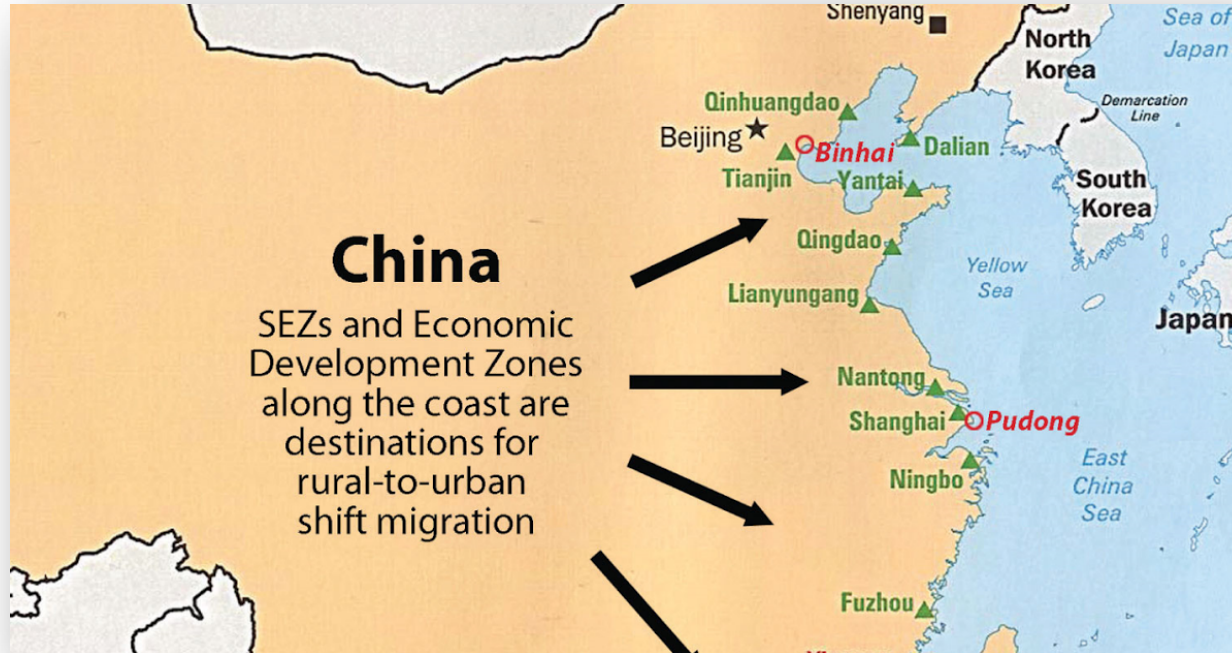 Shenyang
Sea of
Japan
North
Korea
Demarcation
Line
Qinhuangdao
Beijing
Binhai
Dalian
Tianjin
Yantai
South
Korea
Qingdao
Yellow
Sea
Lianyungang
Japan
China
SEZs and Economic
Development Zones
along the coast are
destinations for
rural-to-urban
shift migration
Nantong
Shanghai
Pudong
Ningbo
East
China
Sea
Fuzhou